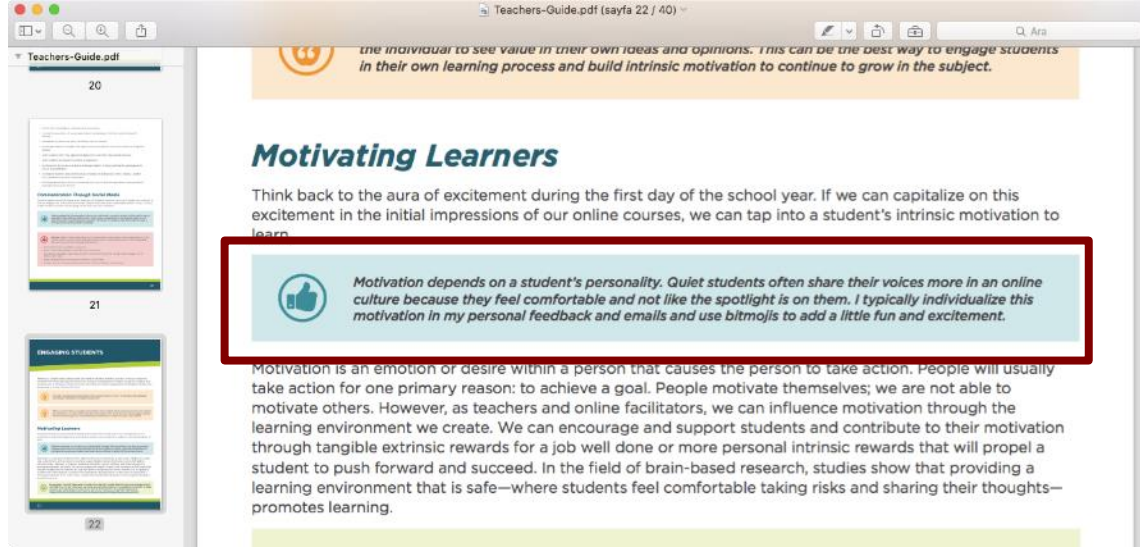 Teachers-Guide.pdf (sayfa 22 / 40)
Ara
Teachers-Guide.pdf
20
Communication Through Social Media
21
ENGAGING STUDENTS
Motivating Learners
22
the individual to see value in their own ideas and opinions. This can be the best way to engage students
in their own learning process and build intrinsic motivation to continue to grow in the subject.
Motivating Learners
Think back to the aura of excitement during the first day of the school year. If we can capitalize on this
excitement in the initial impressions of our online courses, we can tap into a student’s intrinsic motivation to
learn.
Motivation depends on a student’s personality. Quiet students often share their voices more in an online
culture because they feel comfortable and not like the spotlight is on them. I typically individualize this
motivation in my personal feedback and emails and use bitmojis to add a little fun and excitement.
Motivation is an emotion or desire within a person that causes the person to take action. People will usually
take action for one primary reason: to achieve a goal. People motivate themselves; we are not able to
motivate others. However, as teachers and online facilitators, we can influence motivation through the
learning environment we create. We can encourage and support students and contribute to their motivation
through tangible extrinsic rewards for a job well done or more personal intrinsic rewards that will propel a
student to push forward and succeed. In the field of brain-based research, studies show that providing a
learning environment that is safe—where students feel comfortable taking risks and sharing their thoughts—
promotes learning.